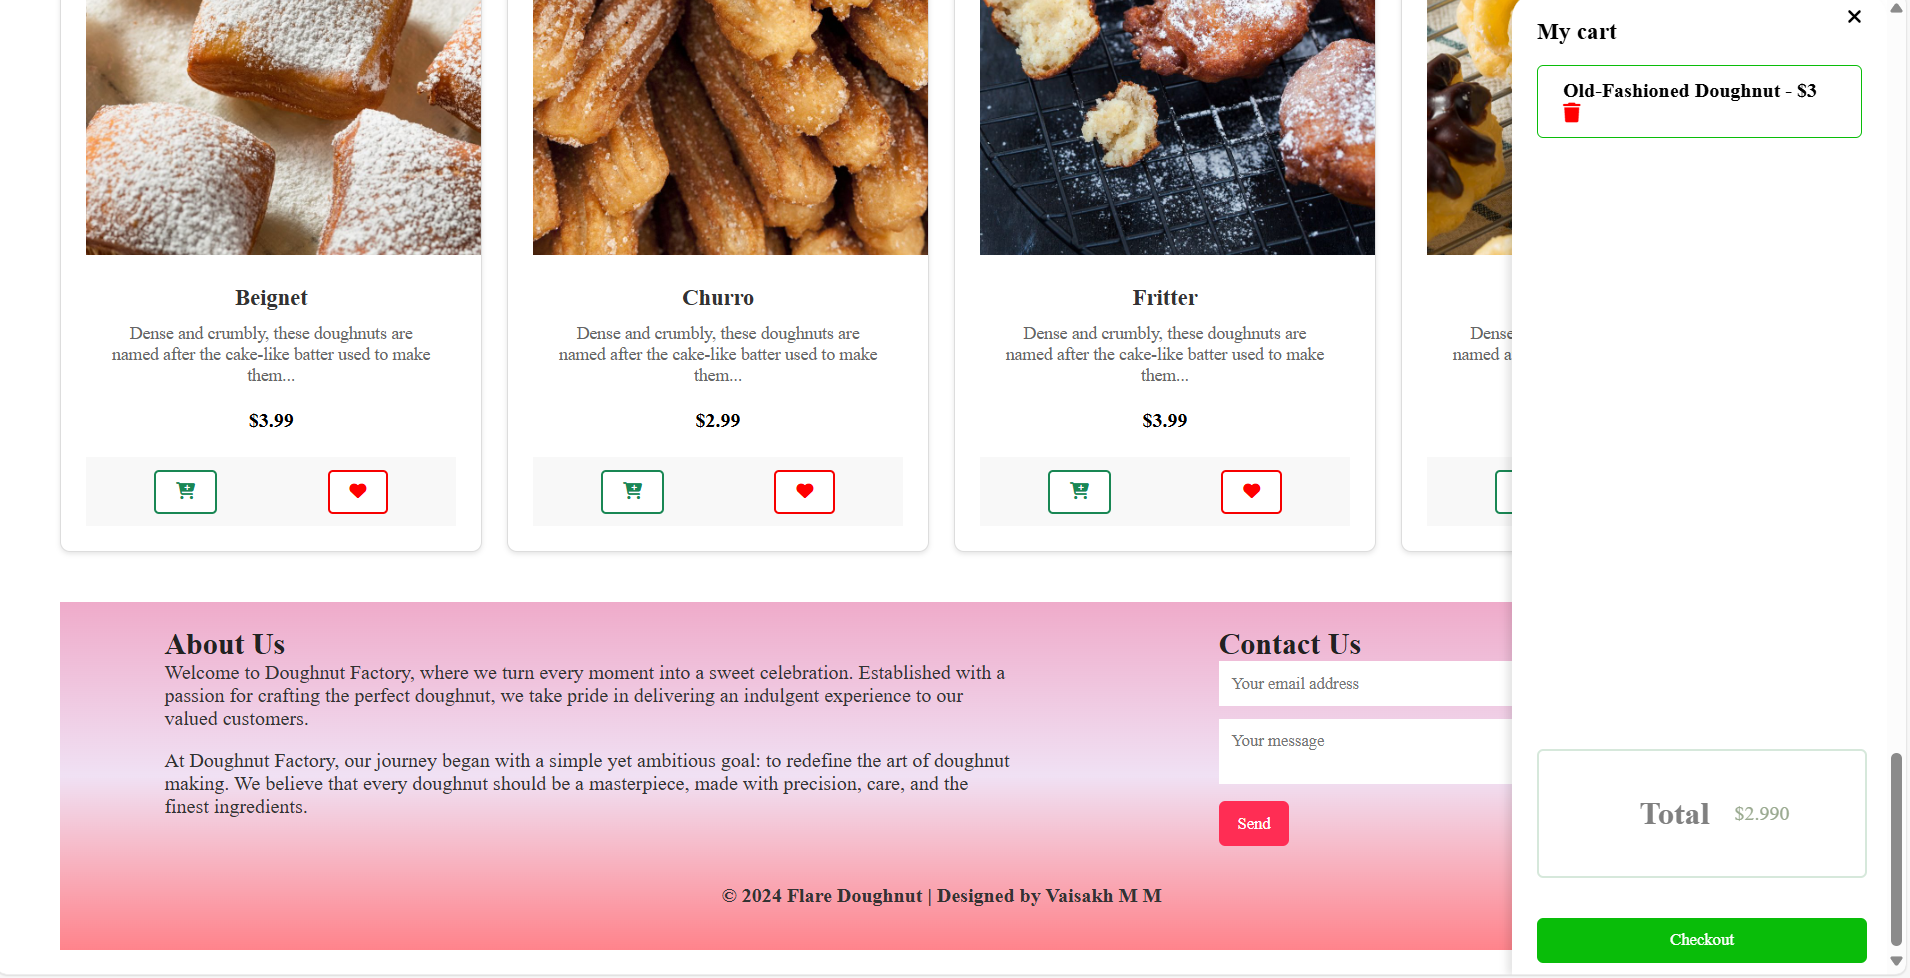 Beignet
Dense and crumbly, these doughnuts are
named after the cake-like batter used to make
them...
$3.99
Churro
Dense and crumbly, these doughnuts are
named after the cake-like batter used to make
them...
$2.99
Fritter
Dense and crumbly, these doughnuts are
named after the cake-like batter used to make
them...
$3.99
Dense
named a
My cart
Old-Fashioned Doughnut - $3
Total $2.990
Checkout
About Us
Welcome to Doughnut Factory, where we turn every moment into a sweet celebration. Established with a
passion for crafting the perfect doughnut, we take pride in delivering an indulgent experience to our
valued customers.
At Doughnut Factory, our journey began with a simple yet ambitious goal: to redefine the art of doughnut
making. We believe that every doughnut should be a masterpiece, made with precision, care, and the
finest ingredients.
Contact Us
Your email address
Your message
Send
© 2024 Flare Doughnut | Designed by Vaisakh M M